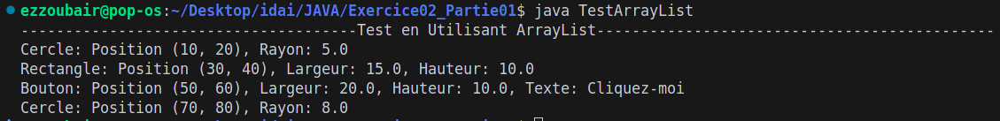 ezzoubair@pop-os:~/Desktop/idai/JAVA/Exercice02_Partie01$ java TestArrayList
--------------------------------------Test en Utilisant ArrayList---------------------------------------------
Cercle: Position (10, 20), Rayon: 5.0
Rectangle: Position (30, 40), Largeur: 15.0, Hauteur: 10.0
Bouton: Position (50, 60), Largeur: 20.0, Hauteur: 10.0, Texte: Cliquez-moi
Cercle: Position (70, 80), Rayon: 8.0